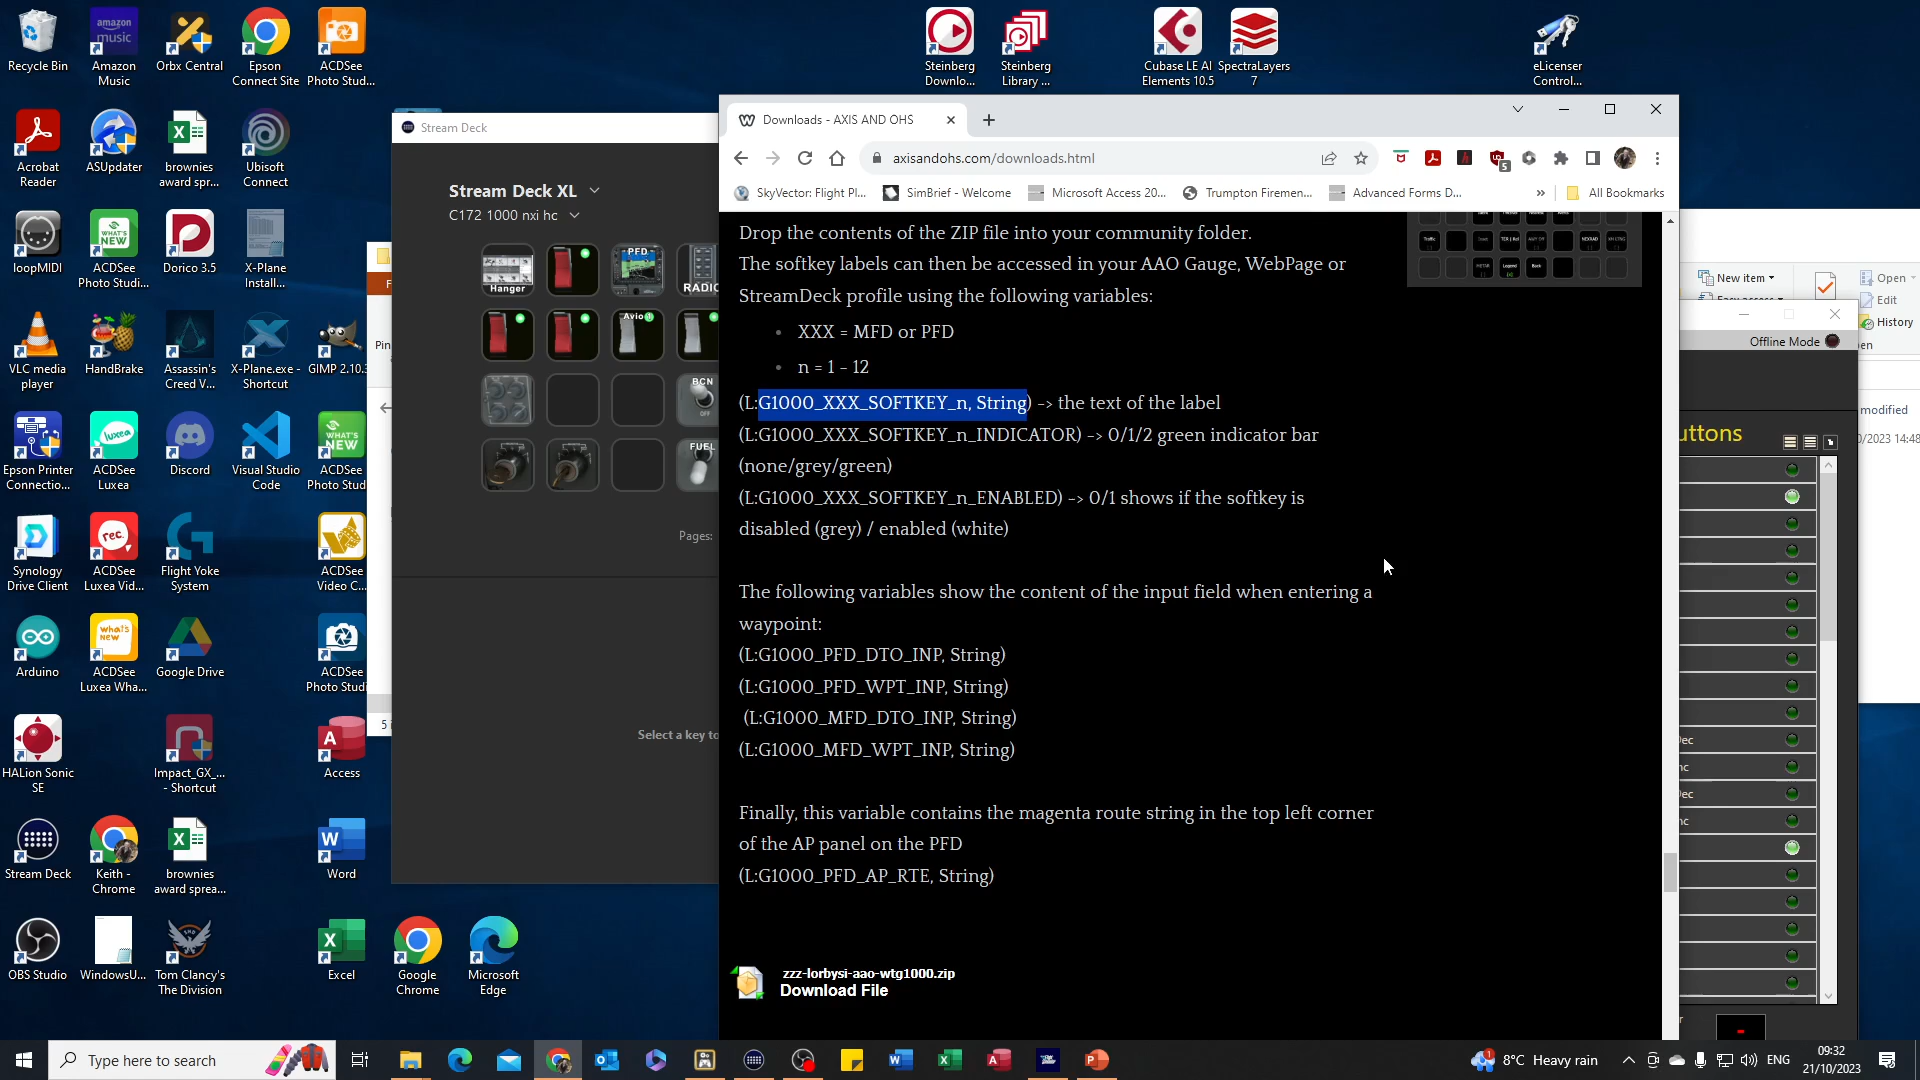 Recycle Bin
Amazon
Music
Orbx Central
Epson
Connect Site
ACDSee
Photo Stud...
Steinberg
Downlo...
Steinberg
Library ...
Cubase LE AI
Elements 10.5
SpectraLayers
7
eLicenser
Control...
Acrobat
Reader
ASUpdater
brownies
award spr...
Ubisoft
Connect
loopMIDI
ACDSee
Photo Studi...
Dorico 3.5
X-Plane
Install...
VLC media
player
HandBrake
Assassin's
Creed V...
X-Plane.exe -
Shortcut
GIMP 2.10.3
Epson Printer
Connectio...
ACDSee
Luxea
Discord
Visual Studio
Code
ACDSee
Photo Stud
Synology
Drive Client
ACDSee
Luxea Vid...
Flight Yoke
System
ACDSee
Video C...
Arduino
ACDSee
Luxea Wha...
Google Drive
ACDSee
Photo Studi
HALion Sonic
SE
Impact_GX_...
- Shortcut
Access
Stream Deck
Keith -
Chrome
brownies
award sprea...
Word
OBS Studio
WindowsU...
Tom Clancy's
The Division
Excel
Google
Chrome
Microsoft
Edge
Stream Deck
Stream Deck XL
C172 1000 nxi hc
Hanger
PFD
RADIO
Avio
BCN
OFF
FUEL
Pages:
Select a key to
Downloads - AXIS AND OHS
axisandohs.com/downloads.html
SkyVector: Flight Pl...
SimBrief - Welcome
Microsoft Access 20...
Trumpton Firemen...
Advanced Forms D...
»
All Bookmarks
Drop the contents of the ZIP file into your community folder.
The softkey labels can then be accessed in your AAO Gauge, WebPage or
StreamDeck profile using the following variables:
• XXX = MFD or PFD
• n = 1 – 12
(L:G1000_XXX_SOFTKEY_n, String) -> the text of the label
(L:G1000_XXX_SOFTKEY_n_INDICATOR) -> 0/1/2 green indicator bar
(none/grey/green)
(L:G1000_XXX_SOFTKEY_n_ENABLED) -> 0/1 shows if the softkey is
disabled (grey) / enabled (white)
The following variables show the content of the input field when entering a
waypoint:
(L:G1000_PFD_DTO_INP, String)
(L:G1000_PFD_WPT_INP, String)
(L:G1000_MFD_DTO_INP, String)
(L:G1000_MFD_WPT_INP, String)
Finally, this variable contains the magenta route string in the top left corner
of the AP panel on the PFD
(L:G1000_PFD_AP_RTE, String)
zzz-lorbysi-aao-wtg1000.zip
Download File
New item
Open
Edit
History
Offline Mode
modified
uttons
0/2023 14:48
Dec
nc
Dec
nc
Type here to search
8°C Heavy rain
ENG
09:32
21/10/2023